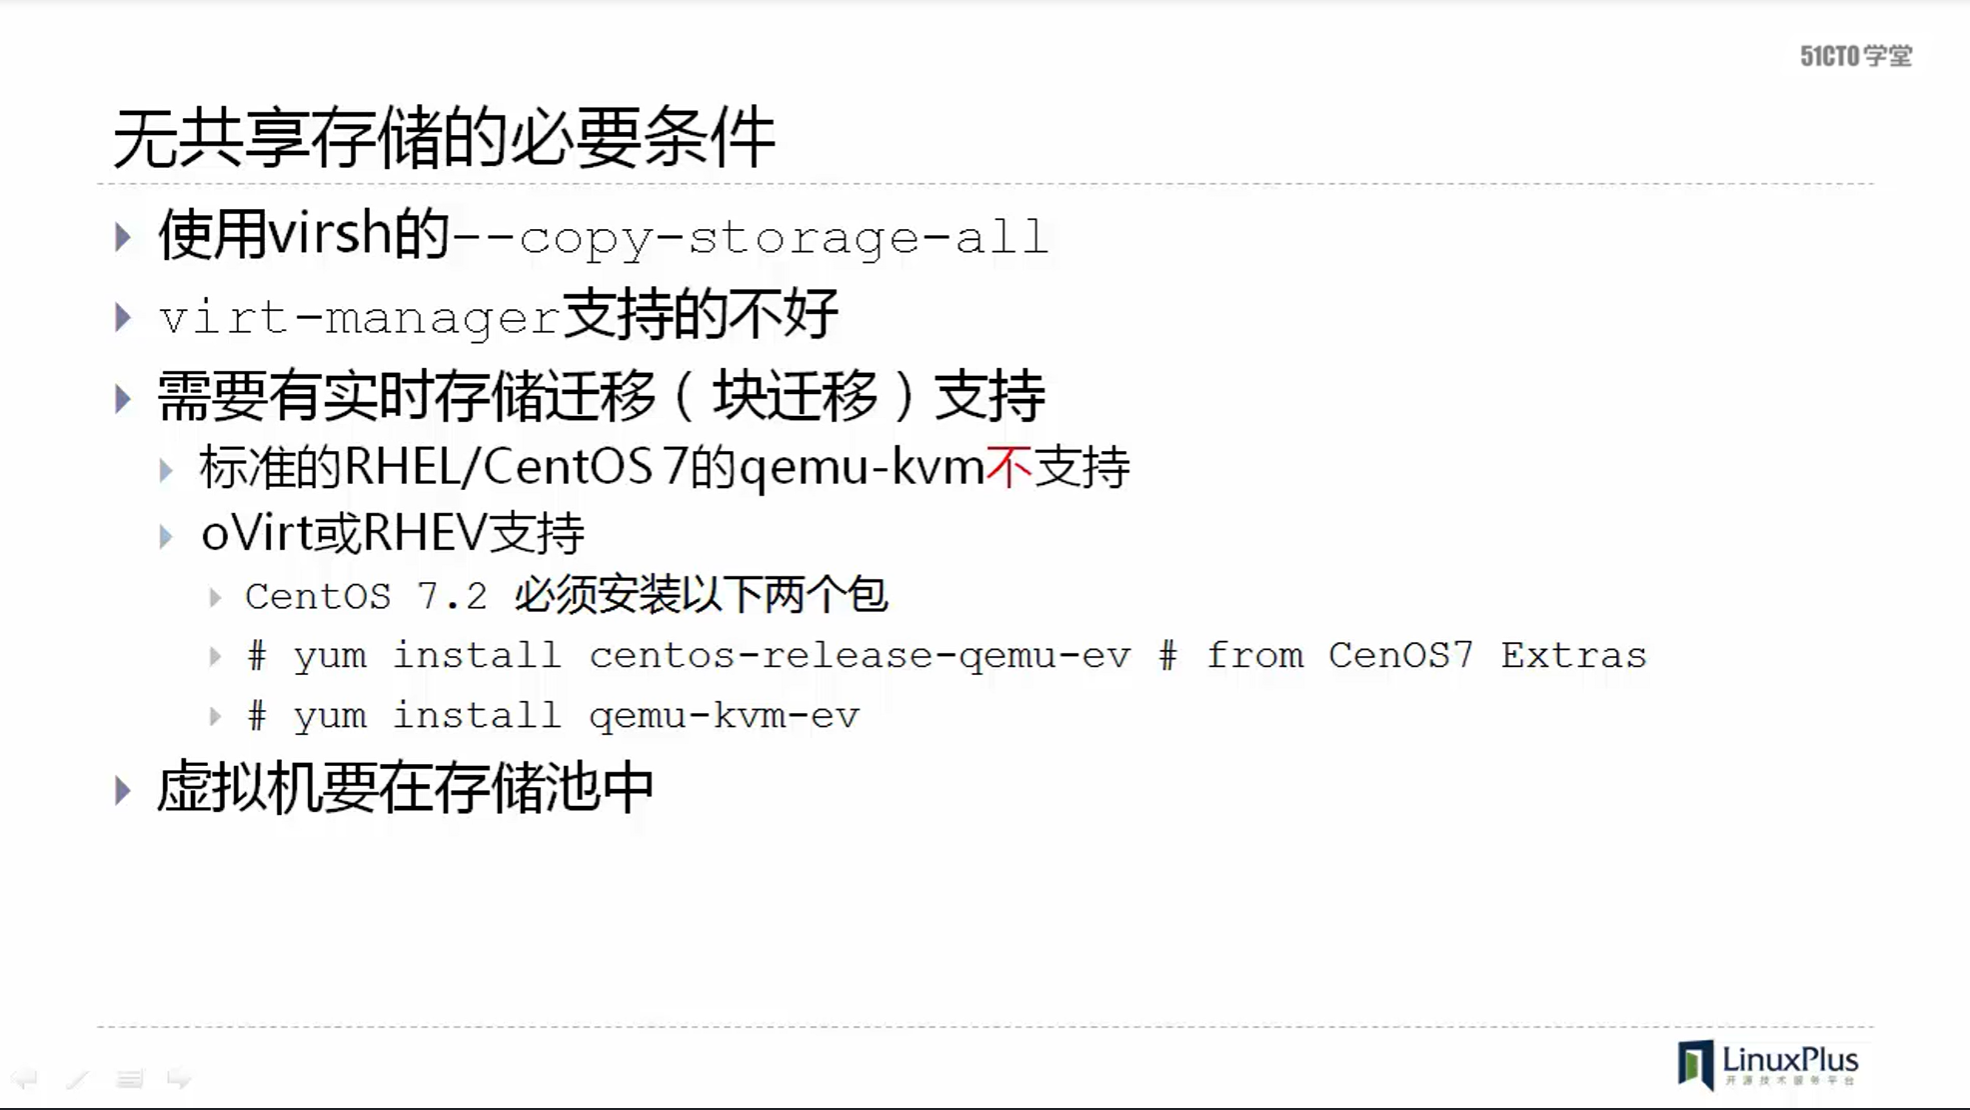 51CTO学堂
无共享存储的必要条件
使用virsh的--copy-storage-all
virt-manager支持的不好
需要有实时存储迁移（块迁移）支持
标准的RHEL/CentOS 7的qemu-kvm不支持
oVirt或RHEV支持
CentOS 7.2 必须安装以下两个包
# yum install centos-release-qemu-ev # from CenOS7 Extras
# yum install qemu-kvm-ev
虚拟机要在存储池中
LinuxPlus
开源技术服务平台